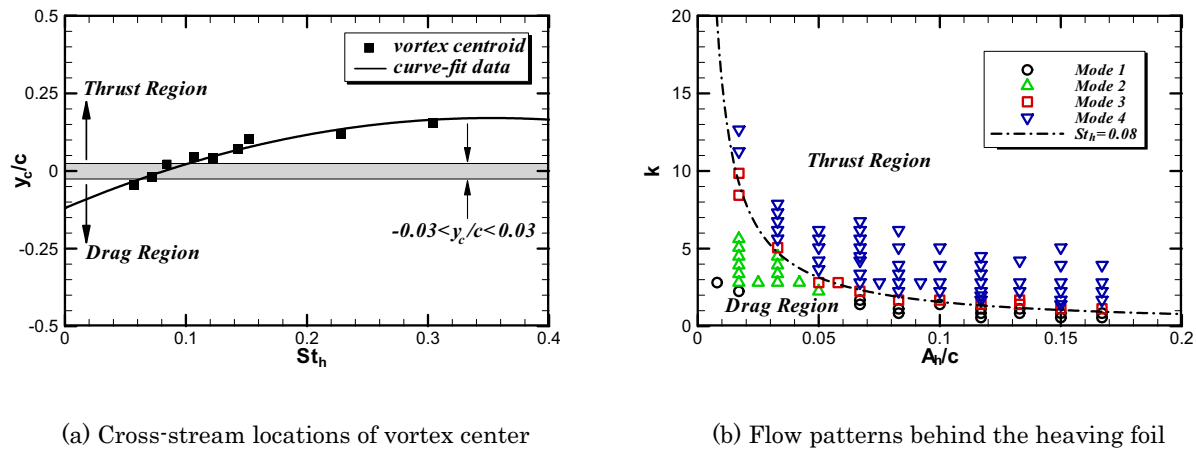 0.5
0.25
0
-0.25
-0.5
y_c/c
0
0.1
0.2
0.3
0.4
St_h
vortex centroid
curve-fit data
Thrust Region
Drag Region
-0.03<y_c/c<0.03
(a) Cross-stream locations of vortex center
20
15
10
5
0
k
0
0.05
0.1
0.15
0.2
A_h/c
Mode 1
Mode 2
Mode 3
Mode 4
St_h=0.08
Thrust Region
Drag Region
(b) Flow patterns behind the heaving foil